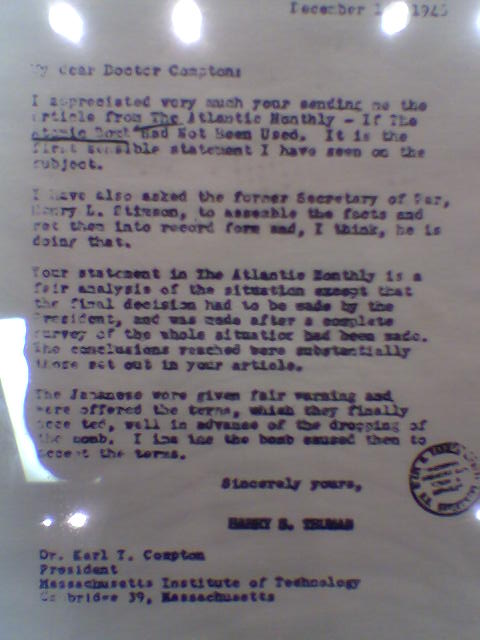 December
My dear Doctor Compton:
I appreciated very much your sending me the
article from The Atlantic Monthly - If The
Atomic Bomb Had Not Been Used. It is the
first sensible statement I have seen on the
subject.
I have also asked the former Secretary of War,
Henry L. Stimson, to assemble the facts and
get them into record form and, I think, he is
doing that.
Your statement in The Atlantic Monthly is a
fair analysis of the situation except that
the final decision had to be made by the
President, and was made after a complete
survey of the whole situation had been made.
The conclusions reached were substantially
those set out in your article.
The Japanese were given fair warning and
were offered the terms, which they finally
accepted, well in advance of the dropping of
the bomb. I imagine the bomb caused them to
accept the terms.
Sincerely yours,
HARRY S. TRUMAN
Dr. Karl T. Compton
President
Massachusetts Institute of Technology
Cambridge 39, Massachusetts